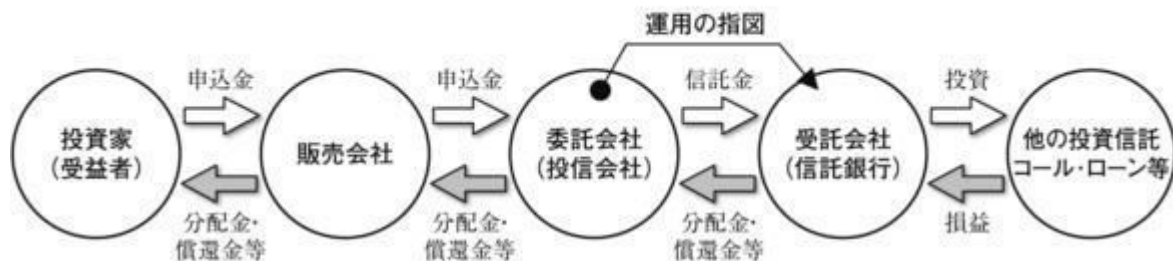 運用の指図
申込金
申込金
信託金
投資
投資家
(受益者)
販売会社
委託会社
(投信会社)
受託会社
(信託銀行)
他の投資信託
コール・ローン等
分配金・
償還金等
分配金・
償還金等
分配金・
償還金等
損益